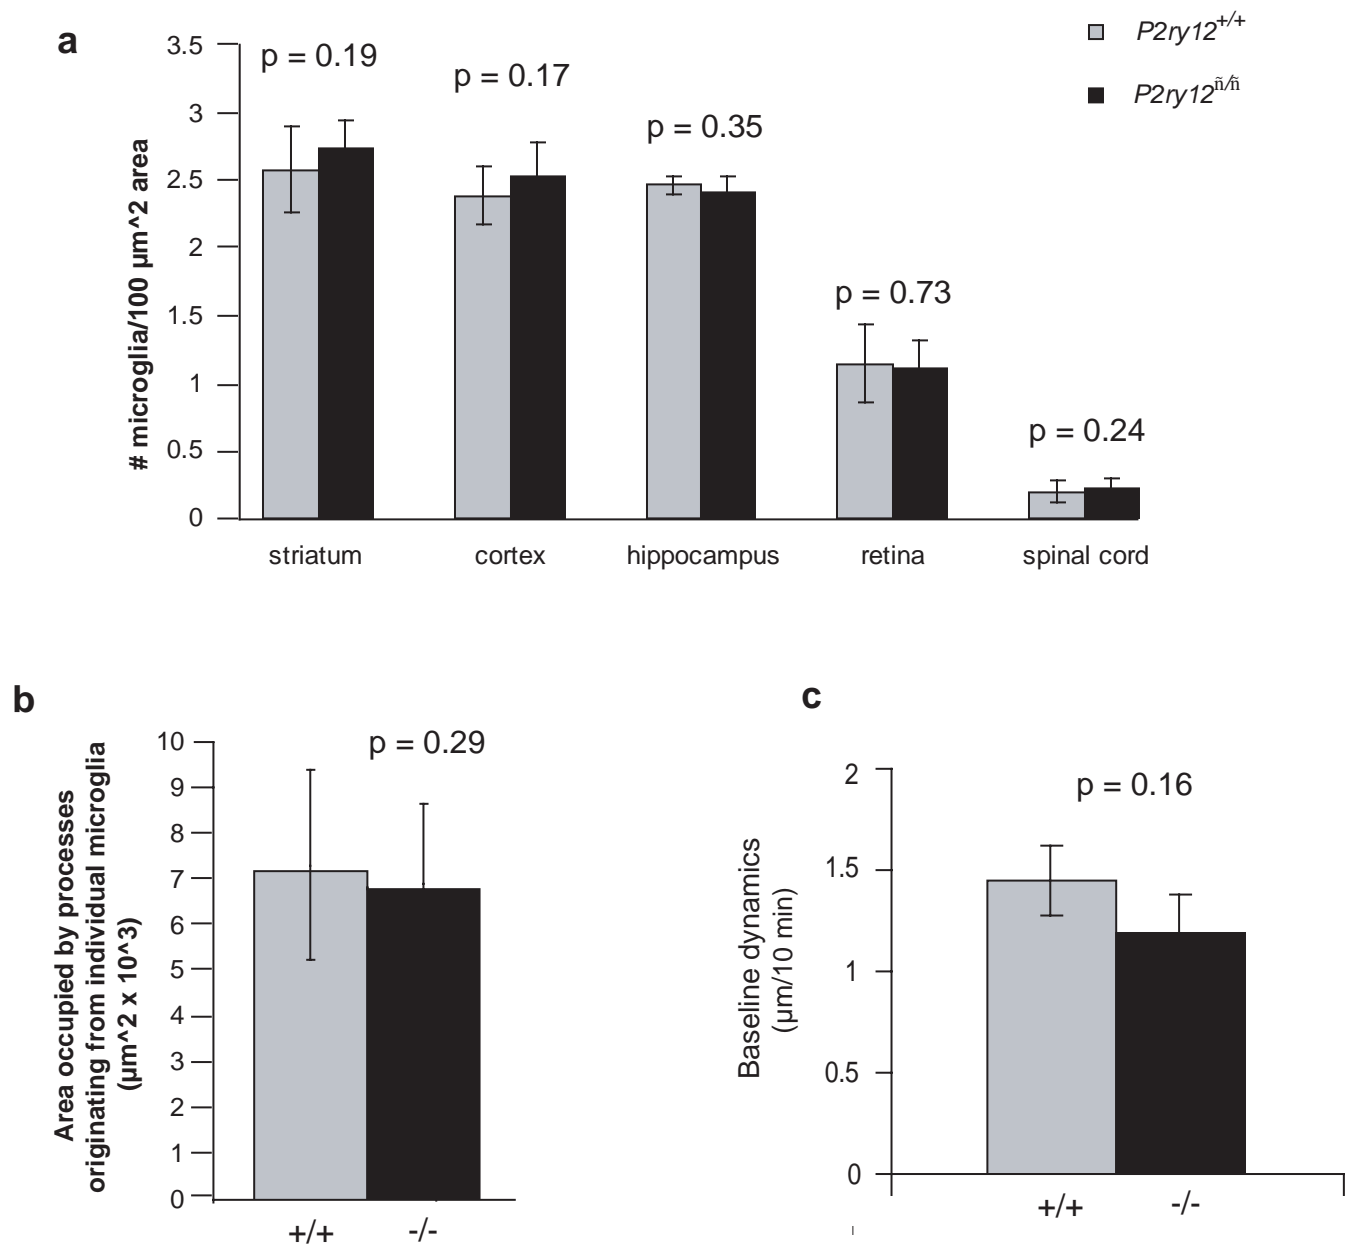 a
P2ry12+/+
P2ry12ñ/ñ
# microglia/100 µm^2 area
3.5
3
2.5
2
1.5
1
0.5
0
p = 0.19
p = 0.17
p = 0.35
p = 0.73
p = 0.24
striatum cortex hippocampus retina spinal cord
b
Area occupied by processes
originating from individual microglia
(µm^2 x 10^3)
10
9
8
7
6
5
4
3
2
1
0
p = 0.29
+/+ -/-
c
Baseline dynamics
(µm/10 min)
2
1.5
1
0.5
0
p = 0.16
+/+ -/-